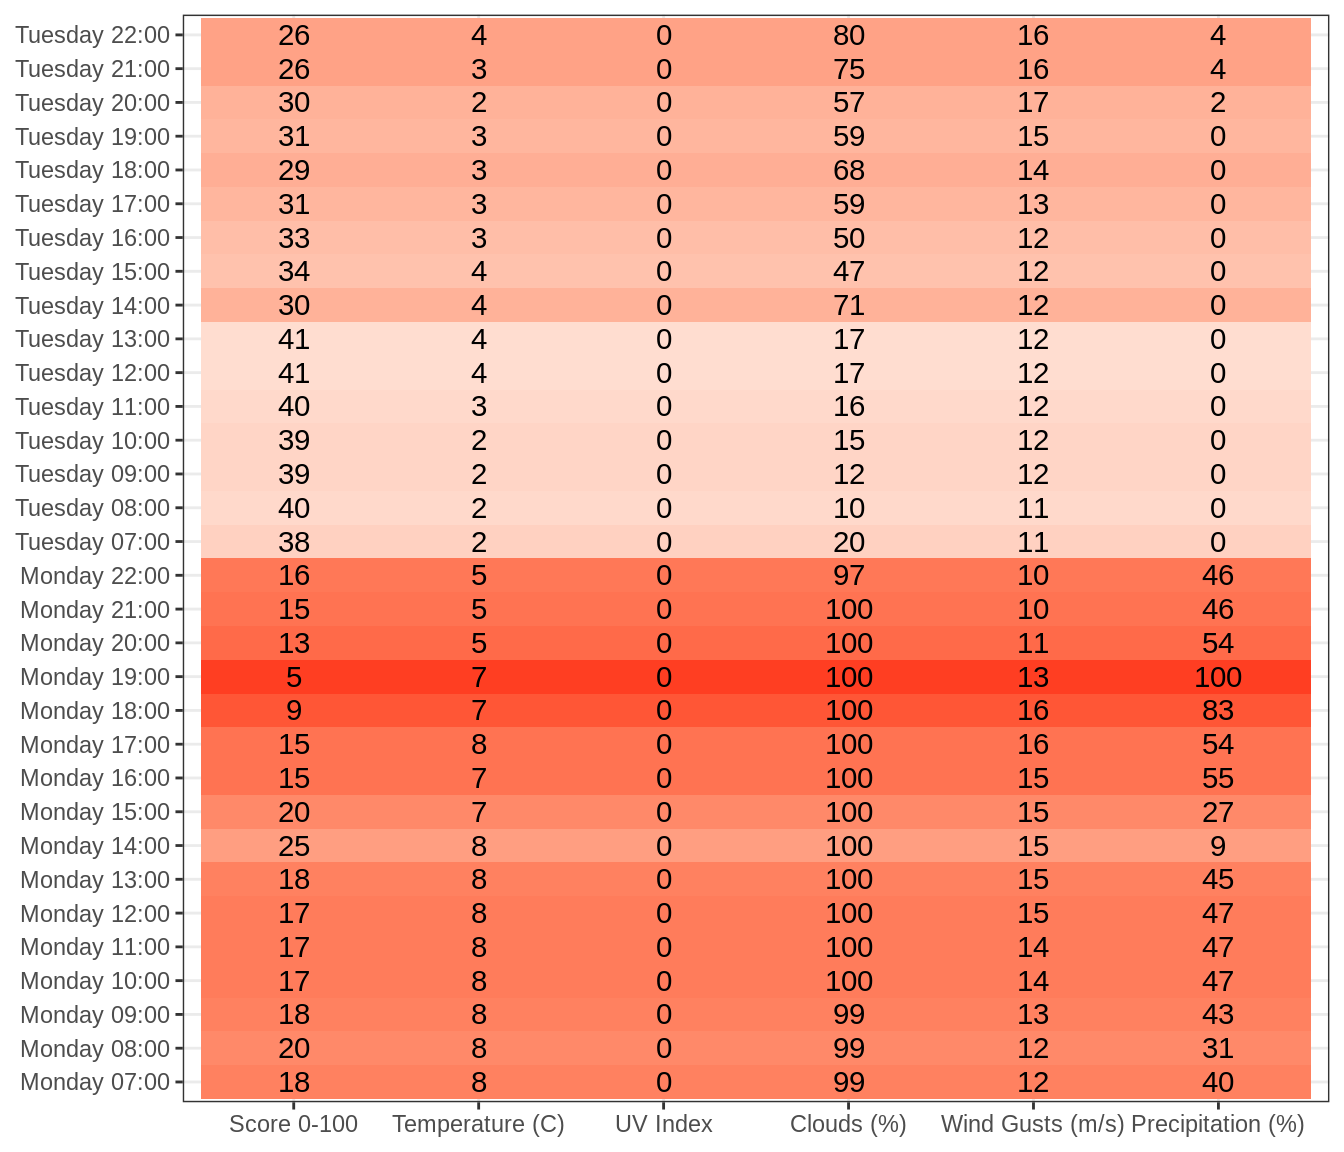 Tuesday 22:00 26 4 0 80 16 4
Tuesday 21:00 26 3 0 75 16 4
Tuesday 20:00 30 2 0 57 17 2
Tuesday 19:00 31 3 0 59 15 0
Tuesday 18:00 29 3 0 68 14 0
Tuesday 17:00 31 3 0 59 13 0
Tuesday 16:00 33 3 0 50 12 0
Tuesday 15:00 34 4 0 47 12 0
Tuesday 14:00 30 4 0 71 12 0
Tuesday 13:00 41 4 0 17 12 0
Tuesday 12:00 41 4 0 17 12 0
Tuesday 11:00 40 3 0 16 12 0
Tuesday 10:00 39 2 0 15 12 0
Tuesday 09:00 39 2 0 12 12 0
Tuesday 08:00 40 2 0 10 11 0
Tuesday 07:00 38 2 0 20 11 0
Monday 22:00 16 5 0 97 10 46
Monday 21:00 15 5 0 100 10 46
Monday 20:00 13 5 0 100 11 54
Monday 19:00 5 7 0 100 13 100
Monday 18:00 9 7 0 100 16 83
Monday 17:00 15 8 0 100 16 54
Monday 16:00 15 7 0 100 15 55
Monday 15:00 20 7 0 100 15 27
Monday 14:00 25 8 0 100 15 9
Monday 13:00 18 8 0 100 15 45
Monday 12:00 17 8 0 100 15 47
Monday 11:00 17 8 0 100 14 47
Monday 10:00 17 8 0 100 14 47
Monday 09:00 18 8 0 99 13 43
Monday 08:00 20 8 0 99 12 31
Monday 07:00 18 8 0 99 12 40
Score 0-100 Temperature (C) UV Index Clouds (%) Wind Gusts (m/s) Precipitation (%)